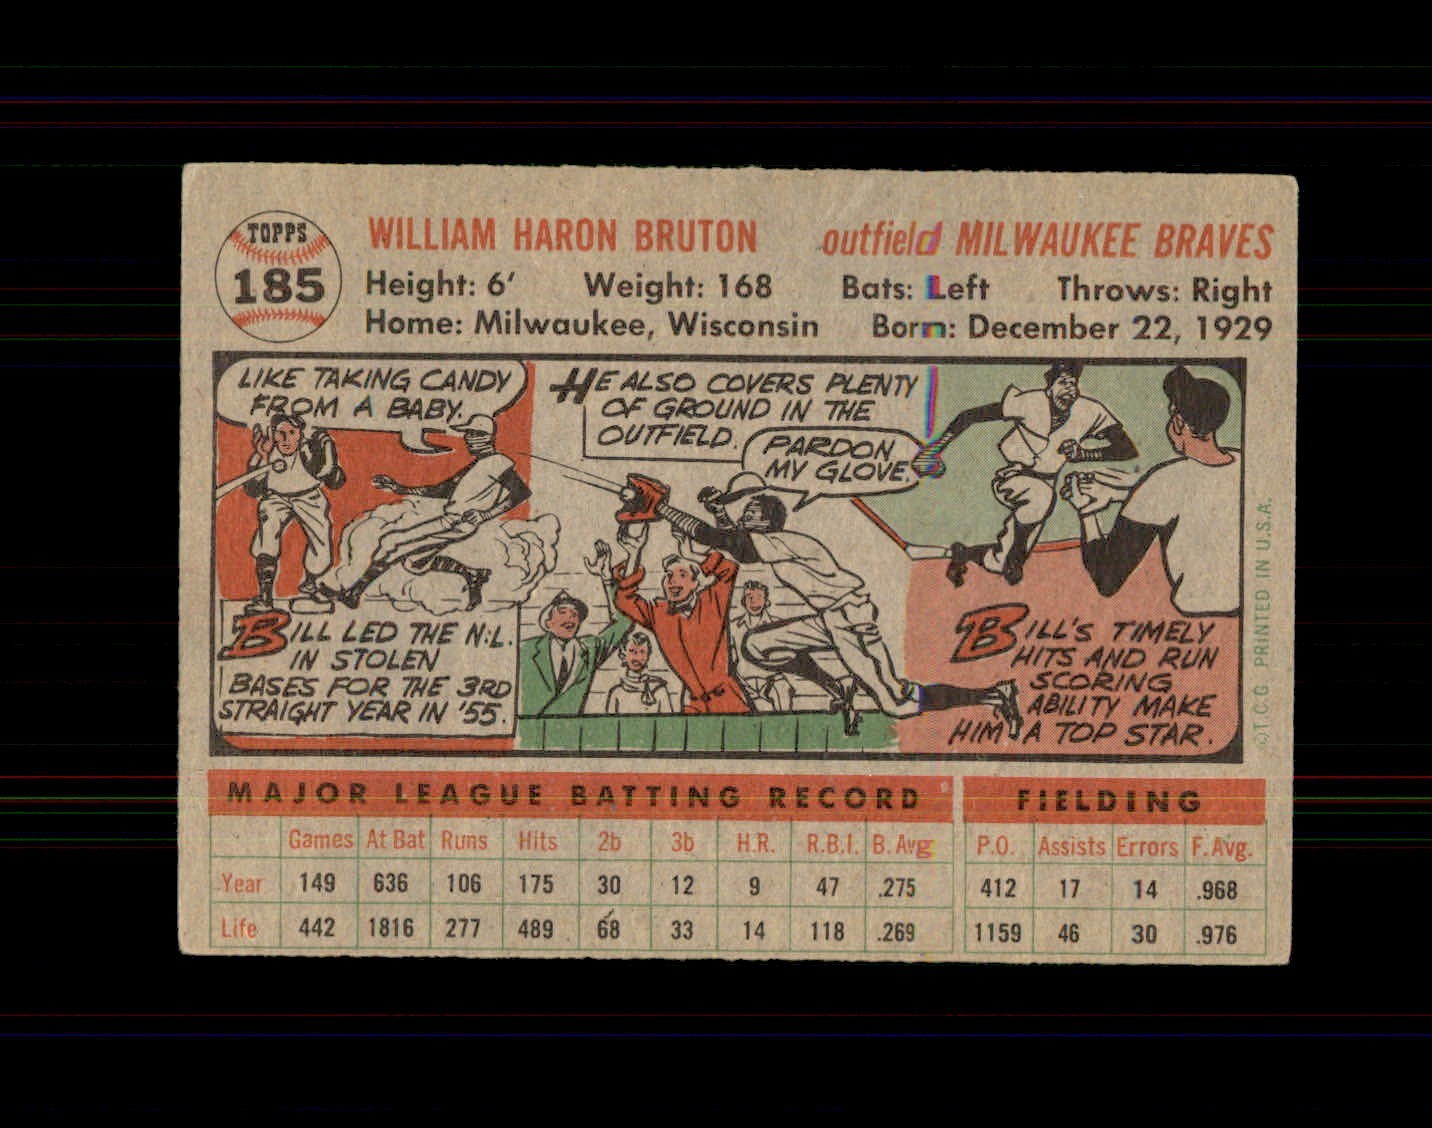 TOPPS
185
WILLIAM HARON BRUTON outfield MILWAUKEE BRAVES
Height: 6' Weight: 168 Bats: Left Throws: Right
Home: Milwaukee, Wisconsin Born: December 22, 1929
LIKE TAKING CANDY
FROM A BABY.
BILL LED THE N.L.
IN STOLEN
BASES FOR THE 3RD
STRAIGHT YEAR IN '55.
HE ALSO COVERS PLENTY
OF GROUND IN THE
OUTFIELD.
PARDON
MY GLOVE.
BILL'S TIMELY
HITS AND RUN
SCORING
ABILITY MAKE
HIM A TOP STAR.
©T.C.G. PRINTED IN U.S.A.
MAJOR LEAGUE BATTING RECORD FIELDING
Games At Bat Runs Hits 2b 3b H.R. R.B.I. B. Avg P.O. Assists Errors F. Avg.
Year 149 636 106 175 30 12 9 47 .275 412 17 14 .968
Life 442 1816 277 489 68 33 14 118 .269 1159 46 30 .976